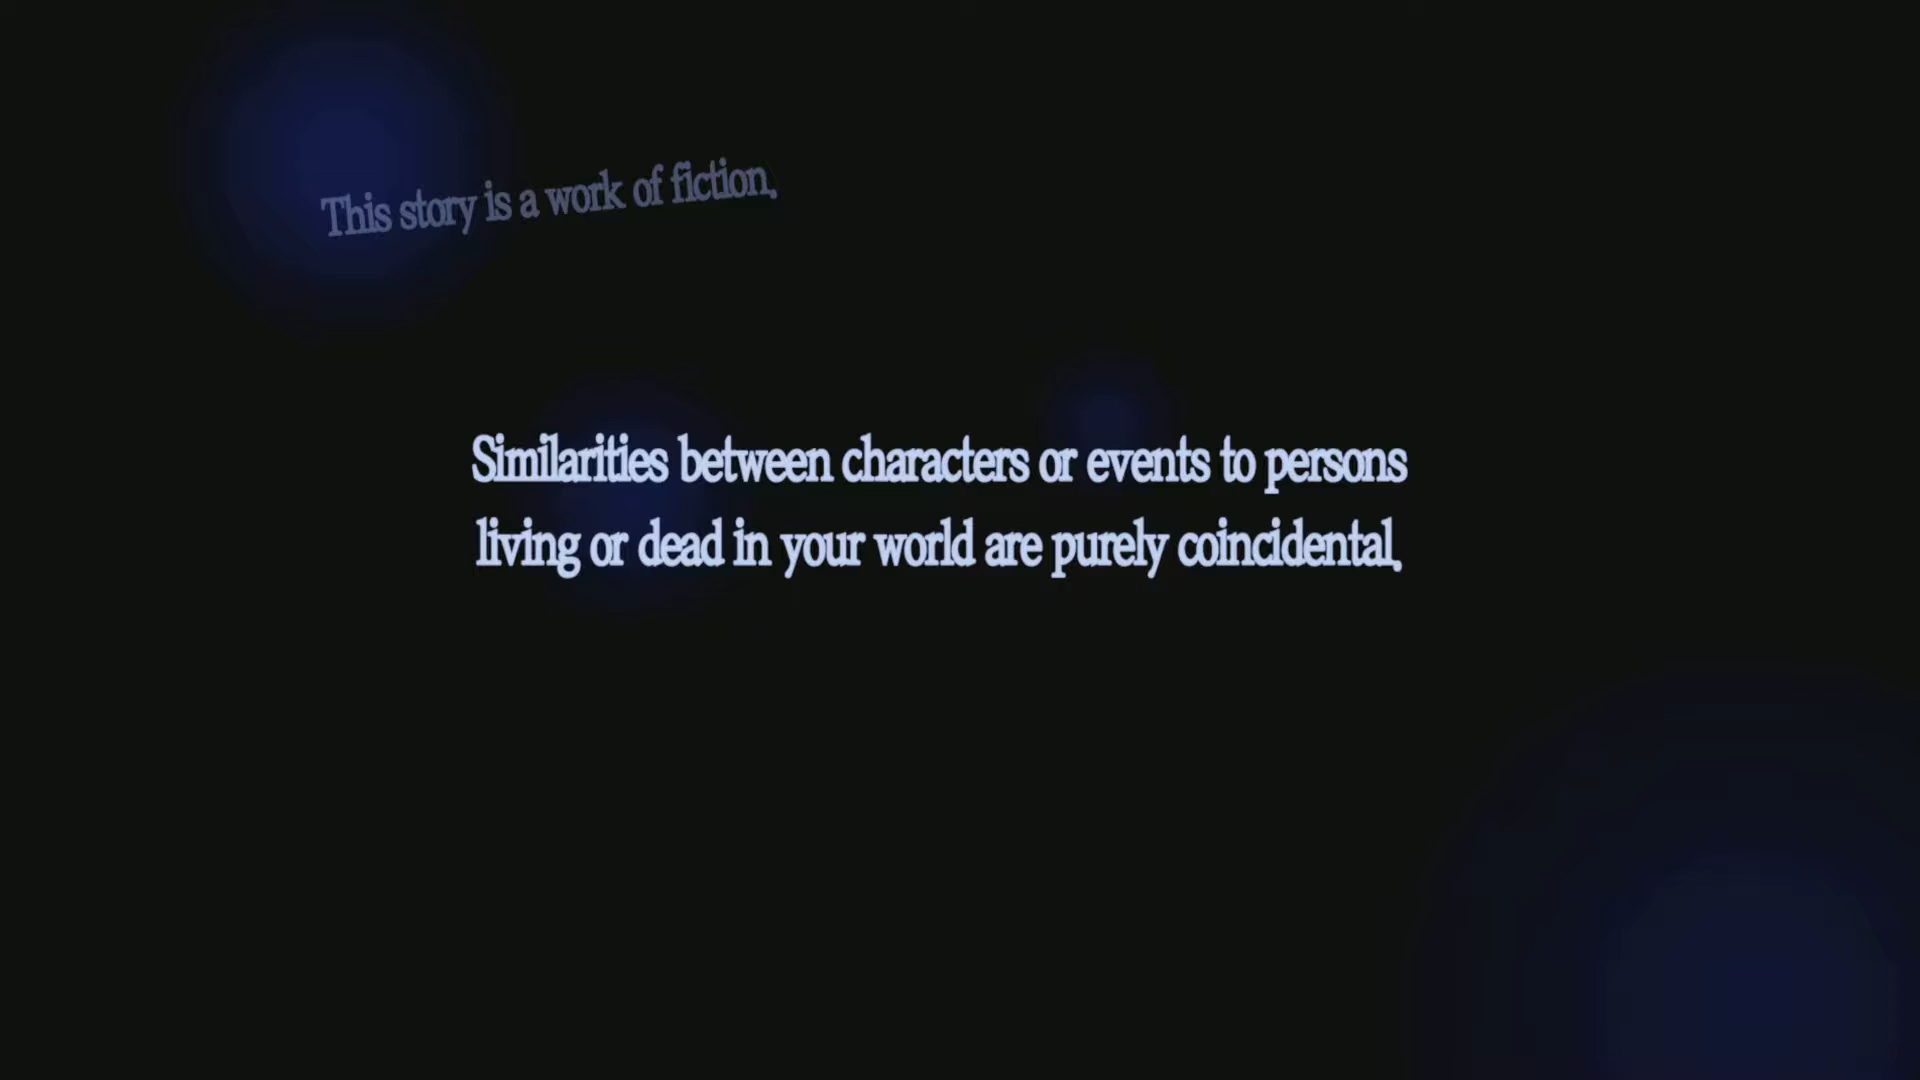 This story is a work of fiction.
Similarities between characters or events to persons
living or dead in your world are purely coincidental.